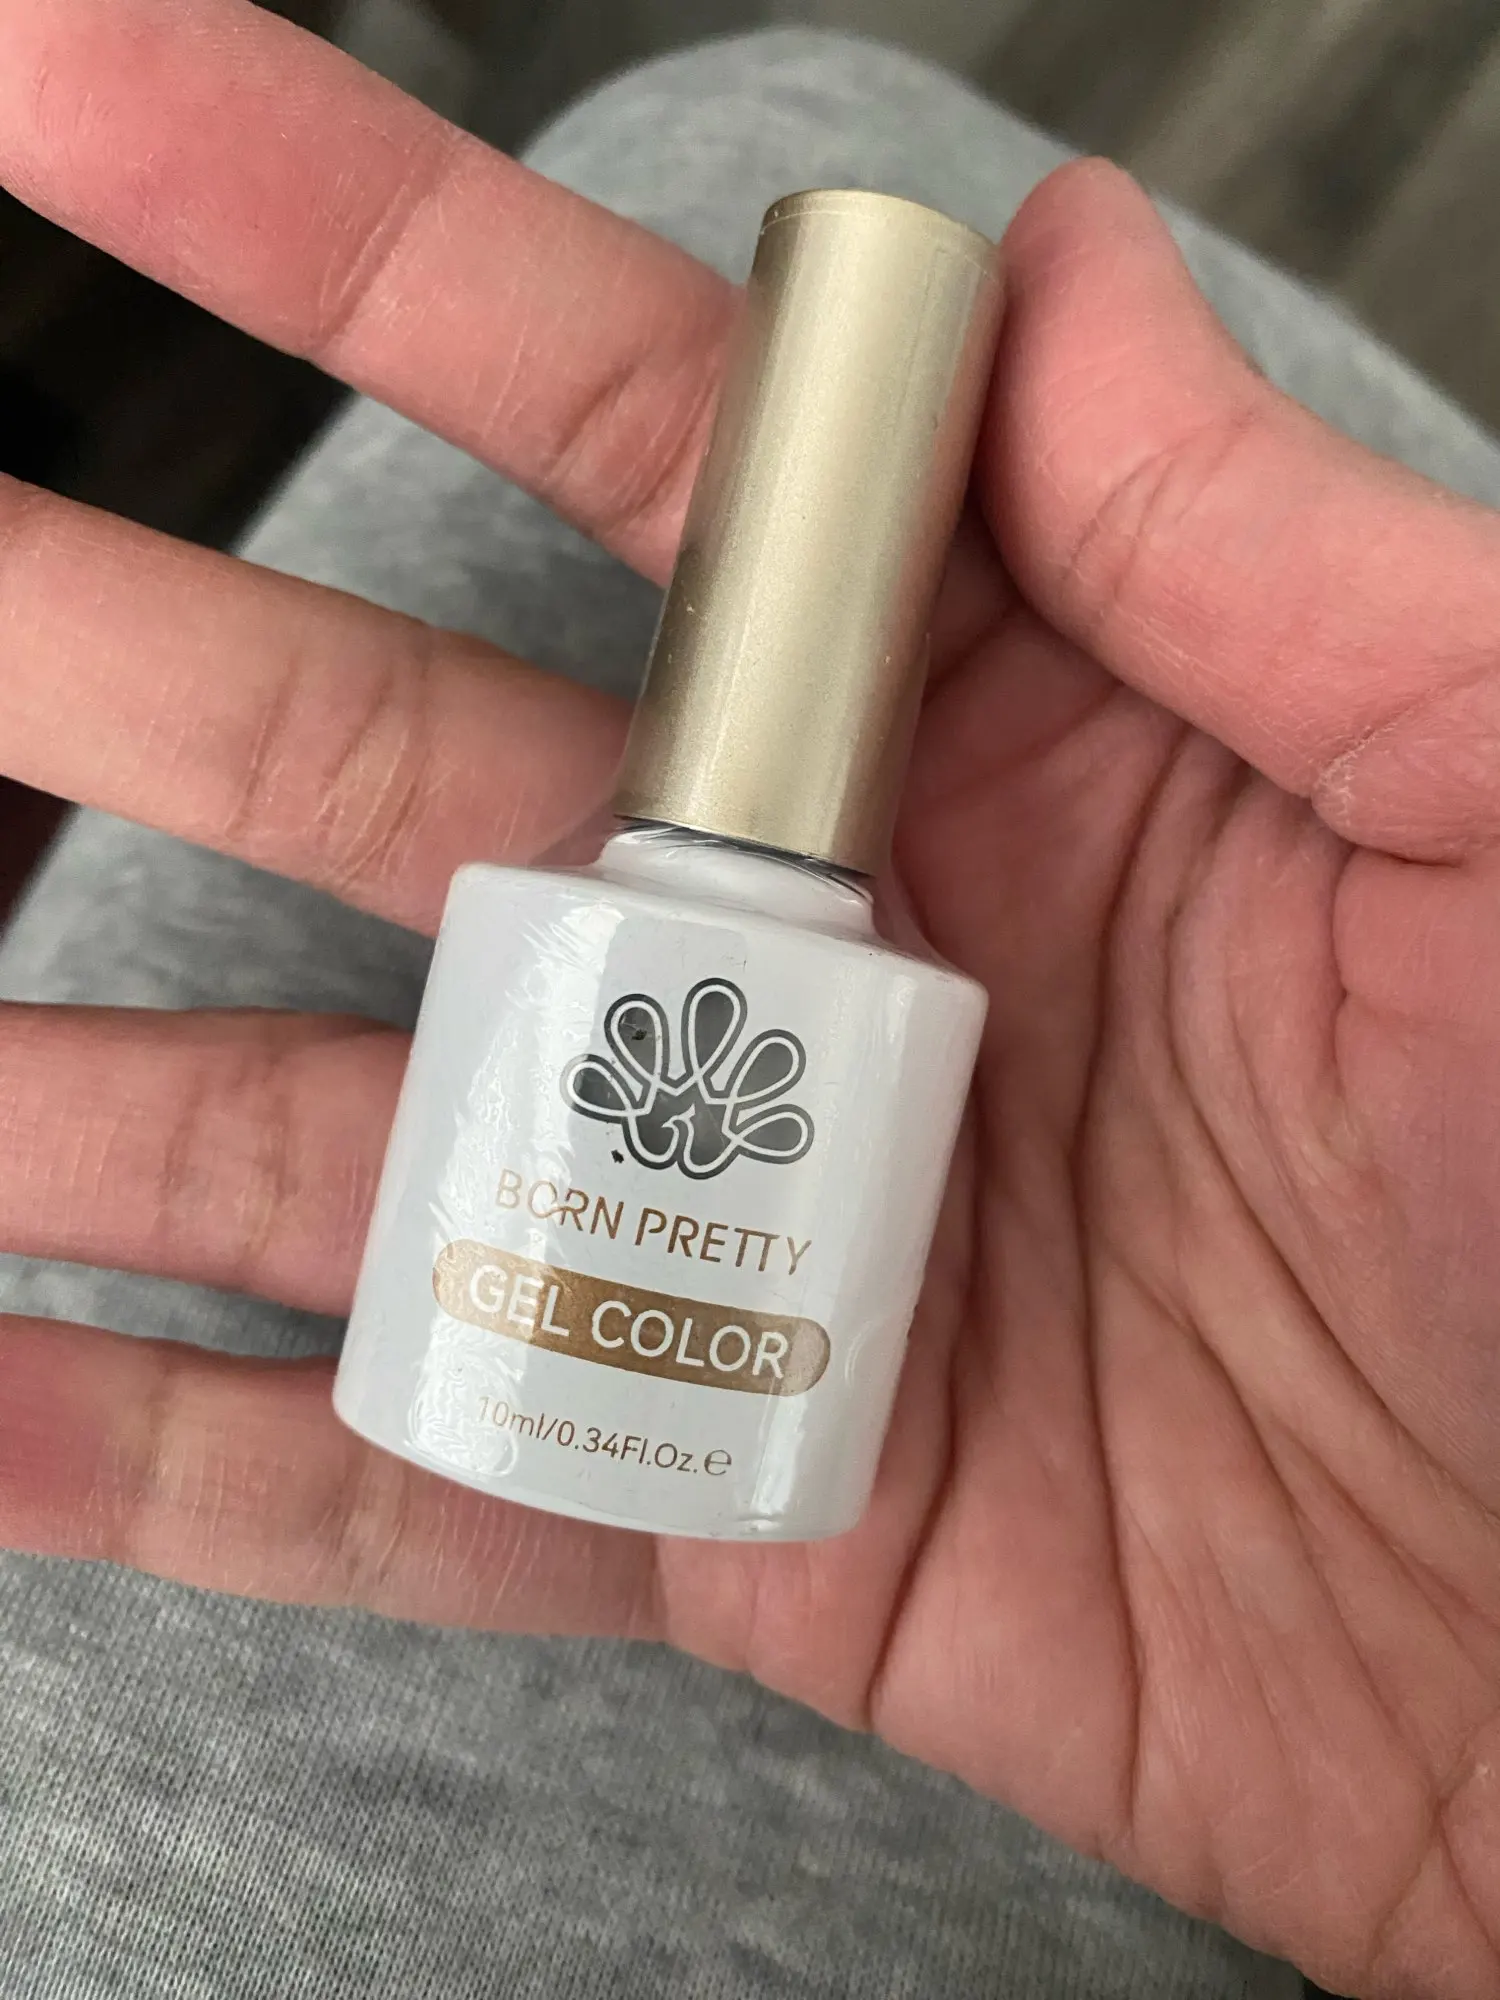 BORN PRETTY
GEL COLOR
10ml/0.34Fl.Oz.℮